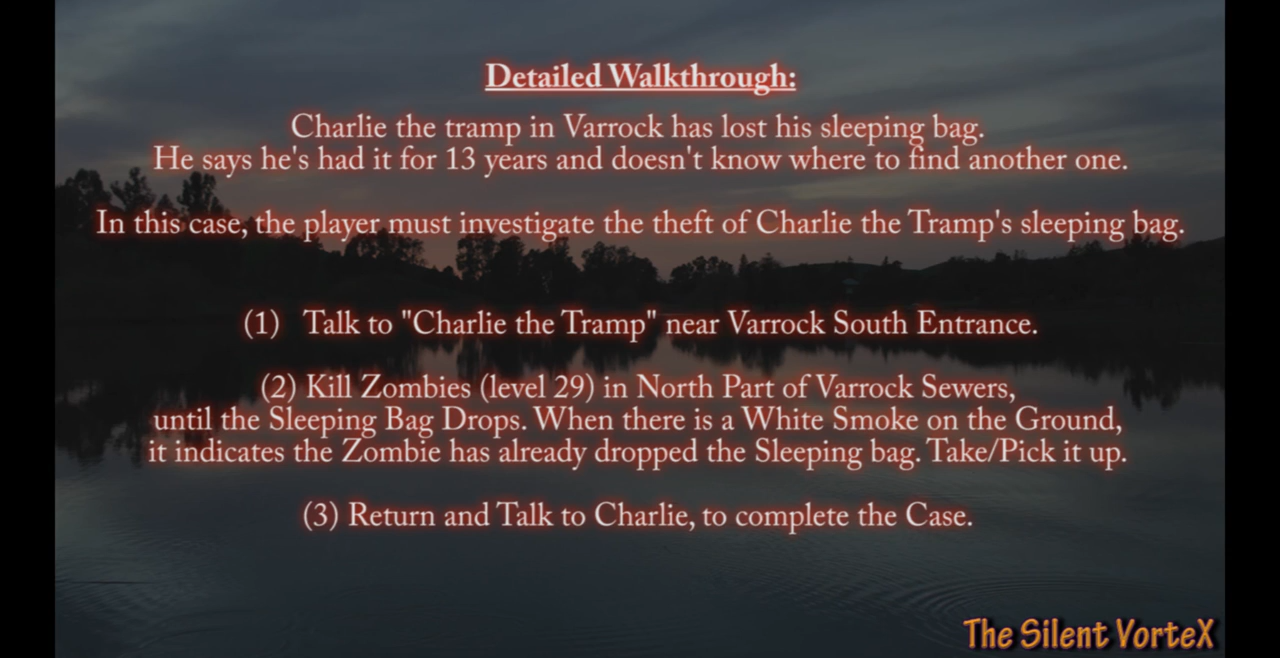 Detailed Walkthrough:
Charlie the tramp in Varrock has lost his sleeping bag.
He says he's had it for 13 years and doesn't know where to find another one.
In this case, the player must investigate the theft of Charlie the Tramp's sleeping bag.
(1) Talk to "Charlie the Tramp" near Varrock South Entrance.
(2) Kill Zombies (level 29) in North Part of Varrock Sewers,
until the Sleeping Bag Drops. When there is a White Smoke on the Ground,
it indicates the Zombie has already dropped the Sleeping bag. Take/Pick it up.
(3) Return and Talk to Charlie, to complete the Case.
The Silent VorteX